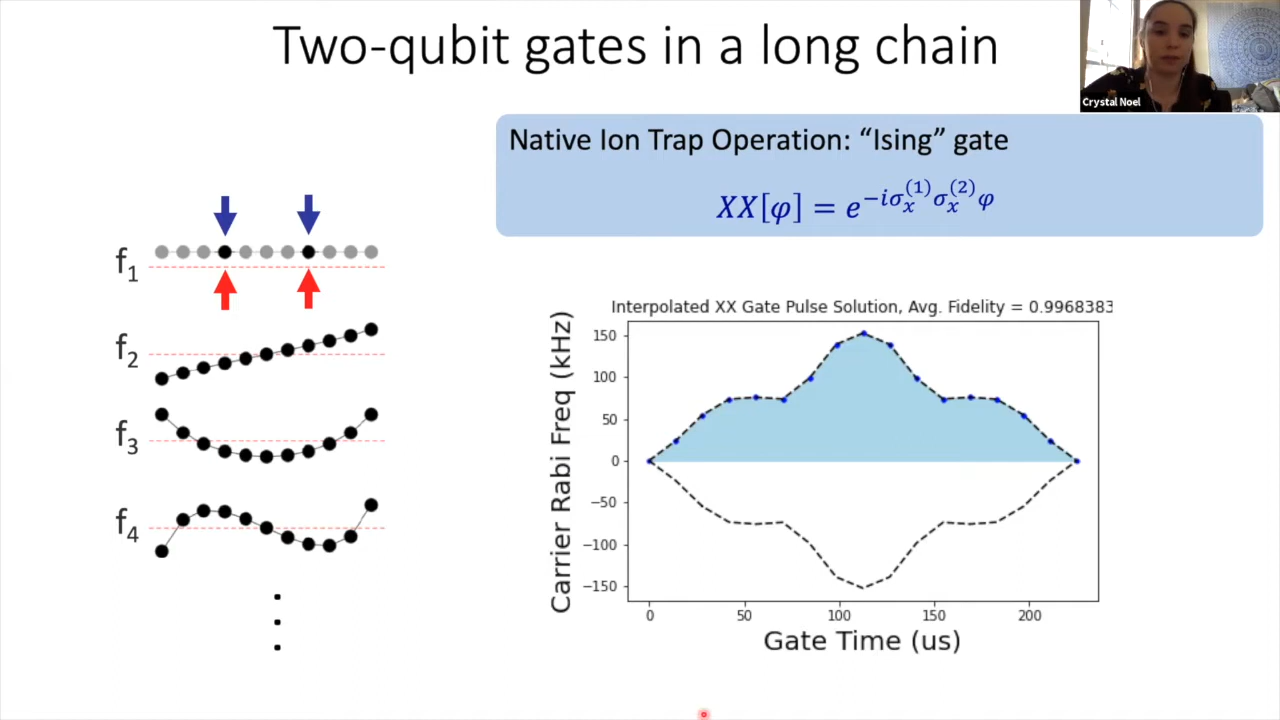 Two-qubit gates in a long chain
Crystal Noel
Native Ion Trap Operation: “Ising” gate
XX[φ] = e^{−iσ_x^{(1)}σ_x^{(2)}φ}
f₁
f₂
f₃
f₄
Interpolated XX Gate Pulse Solution, Avg. Fidelity = 0.9968383
Carrier Rabi Freq (kHz)
150
100
50
0
−50
−100
−150
0 50 100 150 200
Gate Time (us)